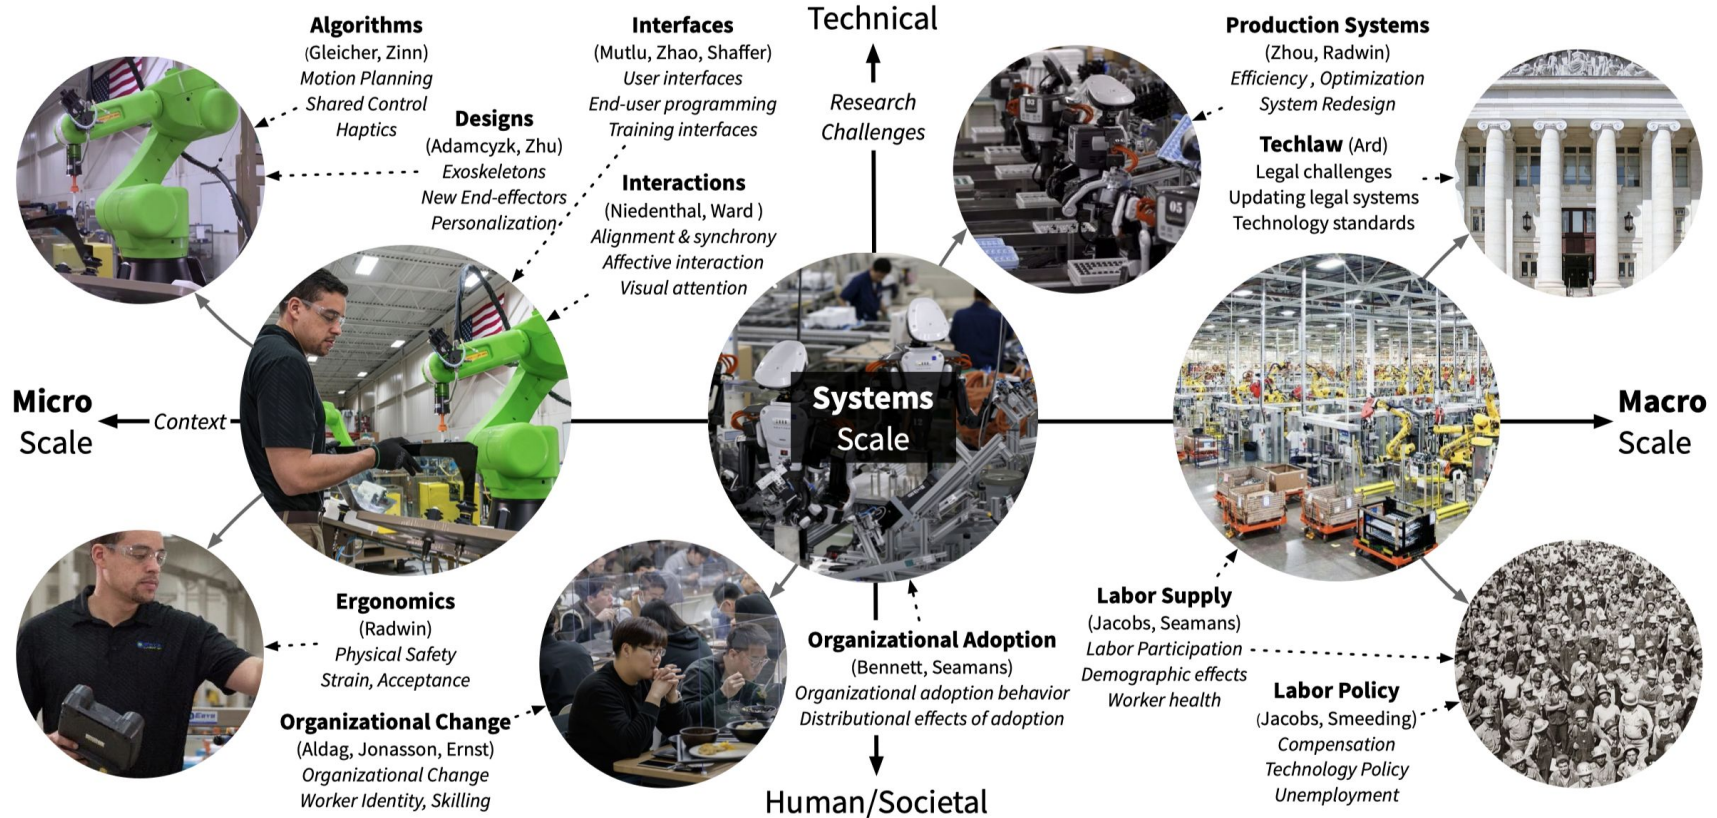 Algorithms
(Gleicher, Zinn)
Motion Planning
Shared Control
Haptics
Designs
(Adamcyzk, Zhu)
Exoskeletons
New End-effectors
Personalization
Interfaces
(Mutlu, Zhao, Shaffer)
User interfaces
End-user programming
Training interfaces
Interactions
(Niedenthal, Ward )
Alignment & synchrony
Affective interaction
Visual attention
Technical
Research
Challenges
Production Systems
(Zhou, Radwin)
Efficiency , Optimization
System Redesign
Techlaw (Ard)
Legal challenges
Updating legal systems
Technology standards
03
05
Micro
Scale
Context
Systems
Scale
Macro
Scale
Ergonomics
(Radwin)
Physical Safety
Strain, Acceptance
Organizational Change
(Aldag, Jonasson, Ernst)
Organizational Change
Worker Identity, Skilling
Organizational Adoption
(Bennett, Seamans)
Organizational adoption behavior
Distributional effects of adoption
Human/Societal
Labor Supply
(Jacobs, Seamans)
Labor Participation
Demographic effects
Worker health
Labor Policy
(Jacobs, Smeeding)
Compensation
Technology Policy
Unemployment